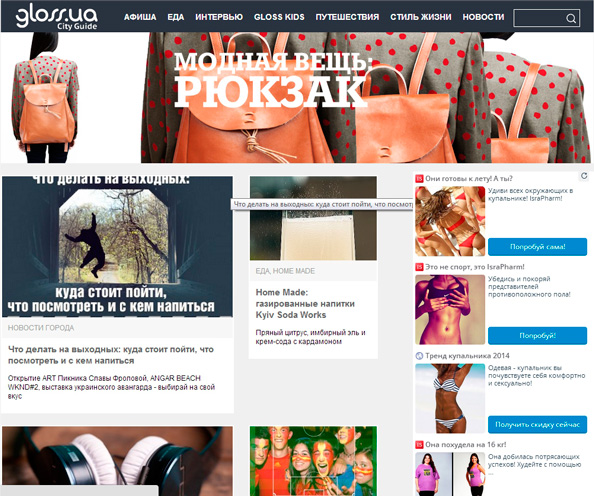 gloss.ua
City Guide
АФИША ЕДА ИНТЕРВЬЮ GLOSS KIDS ПУТЕШЕСТВИЯ СТИЛЬ ЖИЗНИ НОВОСТИ
МОДНАЯ ВЕЩЬ:
РЮКЗАК
ЧТО ДЕЛАТЬ НА ВЫХОДНЫХ:
куда стоит пойти,
что посмотреть и с кем напиться
НОВОСТИ ГОРОДА
Что делать на выходных: куда стоит пойти, что
посмотреть и с кем напиться
Открытие ART Пикника Славы Фроловой, ANGAR BEACH
WKND#2, выставка украинского авангарда - выбирай на свой
вкус
Что делать на выходных: куда стоит пойти, что посмот
ЕДА, HOME MADE
Home Made:
газированные напитки
Kyiv Soda Works
Пряный цитрус, имбирный эль и
крем-сода с кардамоном
Они готовы к лету! А ты?
Удиви всех окружающих в
купальнике! IsraPharm!
Попробуй сама!
Это не спорт, это IsraPharm!
Убедись и покоряй
представителей
противоположного пола!
Попробуй!
Тренд купальника 2014
Одевая - купальник вы
почувствуете себя комфортно
и сексуально!
Получить скидку сейчас
Она похудела на 16 кг!
Она добилась потрясающих
успехов! Худейте с помощью
...